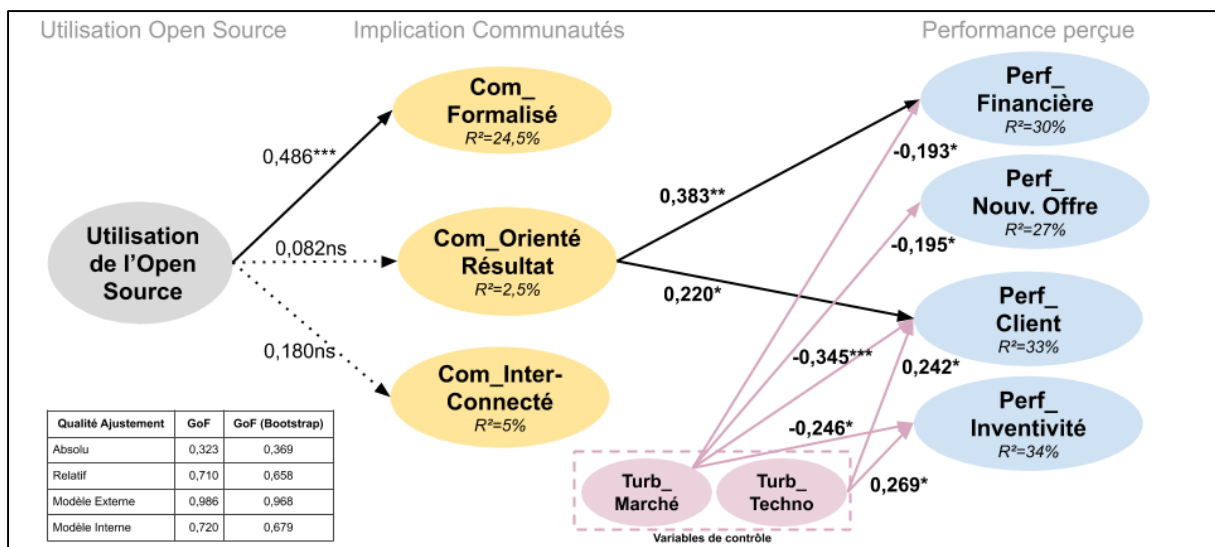 Utilisation Open Source
Implication Communautés
Performance perçue
Com_
Formalisé
R²=24,5%
Perf_
Financière
R²=30%
0,486***
-0,193*
0,383**
Perf_
Nouv. Offre
R²=27%
Utilisation
de l'Open
Source
0,082ns
Com_Orienté
Résultat
R²=2,5%
-0,195*
0,220*
Perf_
Client
R²=33%
0,180ns
-0,345***
0,242*
Com_Inter-
Connecté
R²=5%
-0,246*
Perf_
Inventivité
R²=34%
0,269*
Turb_
Marché
Turb_
Techno
Variables de contrôle
Qualité Ajustement GoF GoF (Bootstrap)
Absolu 0,323 0,369
Relatif 0,710 0,658
Modèle Externe 0,986 0,968
Modèle Interne 0,720 0,679